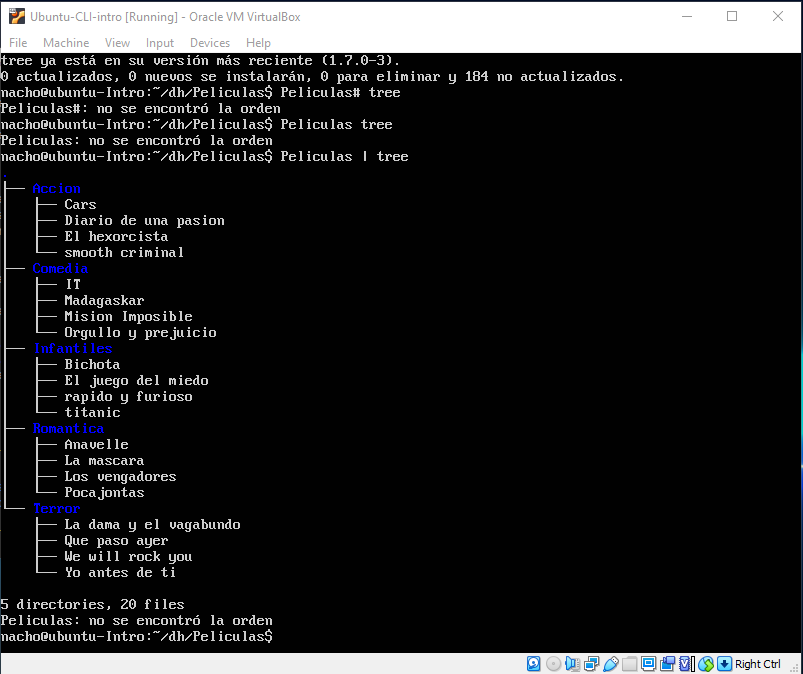 Ubuntu-CLI-intro [Running] - Oracle VM VirtualBox
File Machine View Input Devices Help
tree ya está en su versión más reciente (1.7.0-3).
0 actualizados, 0 nuevos se instalarán, 0 para eliminar y 184 no actualizados.
nacho@ubuntu-Intro:~/dh/Peliculas$ Peliculas# tree
Peliculas#: no se encontró la orden
nacho@ubuntu-Intro:~/dh/Peliculas$ Peliculas tree
Peliculas: no se encontró la orden
nacho@ubuntu-Intro:~/dh/Peliculas$ Peliculas | tree
.
├── Accion
│   ├── Cars
│   ├── Diario de una pasion
│   ├── El hexorcista
│   └── smooth criminal
├── Comedia
│   ├── IT
│   ├── Madagaskar
│   ├── Mision Imposible
│   └── Orgullo y prejuicio
├── Infantiles
│   ├── Bichota
│   ├── El juego del miedo
│   ├── rapido y furioso
│   └── titanic
├── Romantica
│   ├── Anavelle
│   ├── La mascara
│   ├── Los vengadores
│   └── Pocajontas
└── Terror
    ├── La dama y el vagabundo
    ├── Que paso ayer
    ├── We will rock you
    └── Yo antes de ti
5 directories, 20 files
Peliculas: no se encontró la orden
nacho@ubuntu-Intro:~/dh/Peliculas$
Right Ctrl